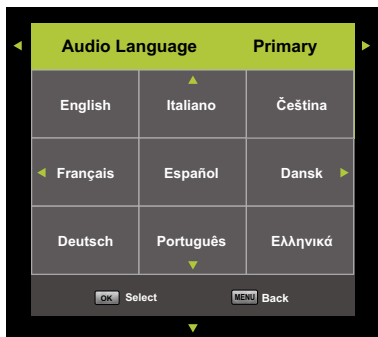 Audio Language Primary
English Italiano Čeština
Français Español Dansk
Deutsch Português Ελληνικά
OK Select MENU Back